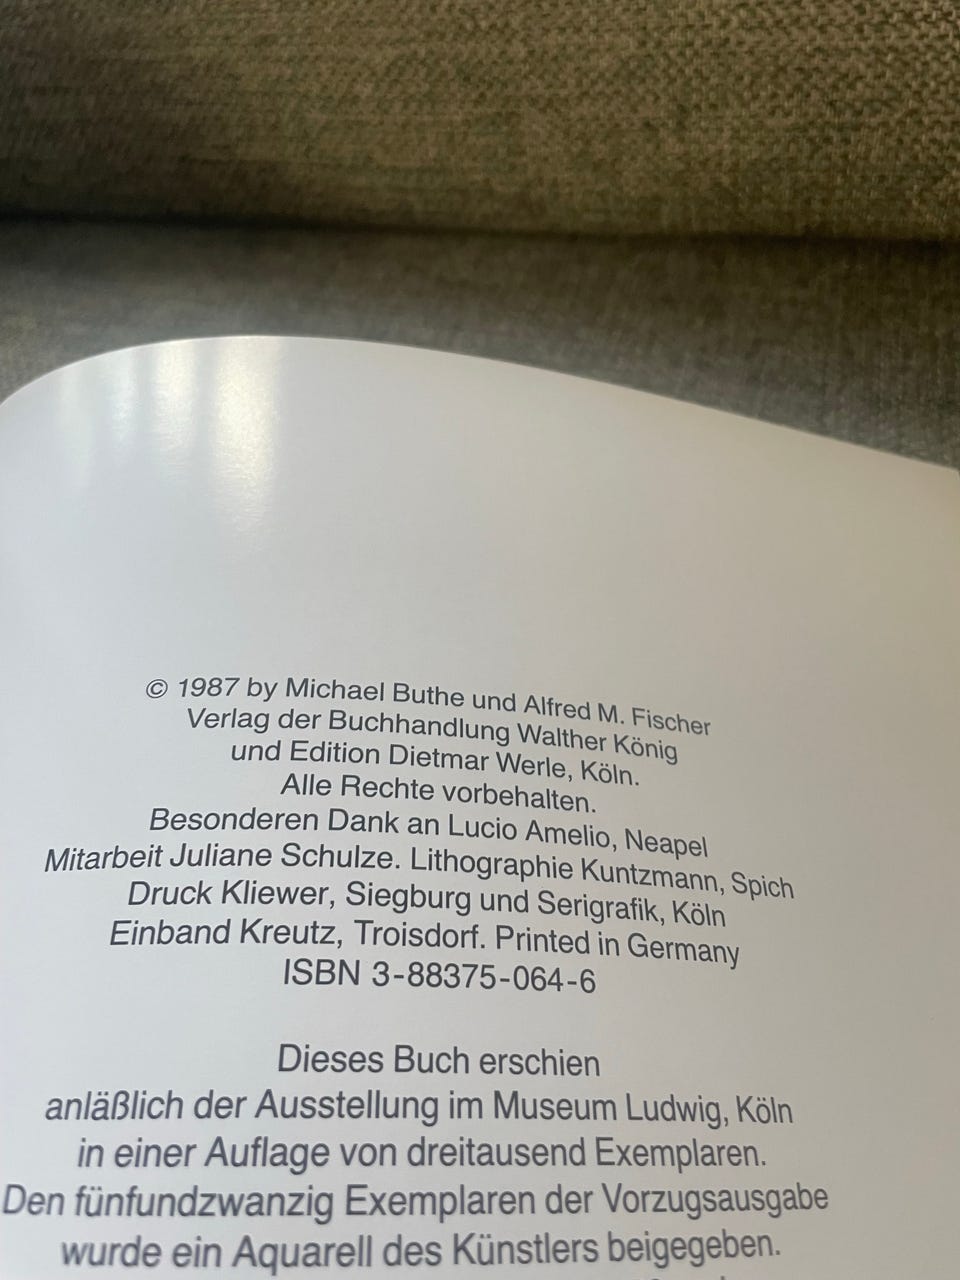 © 1987 by Michael Buthe und Alfred M. Fischer
Verlag der Buchhandlung Walther König
und Edition Dietmar Werle, Köln.
Alle Rechte vorbehalten.
Besonderen Dank an Lucio Amelio, Neapel
Mitarbeit Juliane Schulze. Lithographie Kuntzmann, Spich
Druck Kliewer, Siegburg und Serigrafik, Köln
Einband Kreutz, Troisdorf. Printed in Germany
ISBN 3-88375-064-6
Dieses Buch erschien
anläßlich der Ausstellung im Museum Ludwig, Köln
in einer Auflage von dreitausend Exemplaren.
Den fünfundzwanzig Exemplaren der Vorzugsausgabe
wurde ein Aquarell des Künstlers beigegeben.